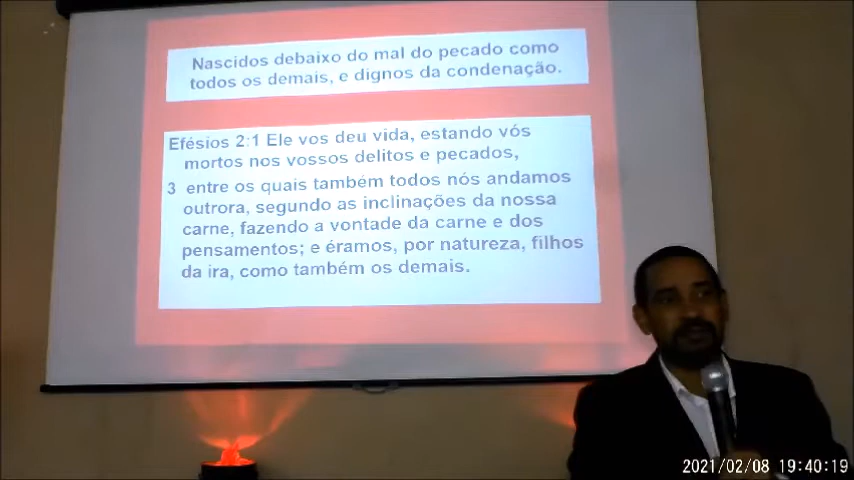 Nascidos debaixo do mal do pecado como
todos os demais, e dignos da condenação.
Efésios 2:1 Ele vos deu vida, estando vós
mortos nos vossos delitos e pecados,
3 entre os quais também todos nós andamos
outrora, segundo as inclinações da nossa
carne, fazendo a vontade da carne e dos
pensamentos; e éramos, por natureza, filhos
da ira, como também os demais.
2021/02/08 19:40:19